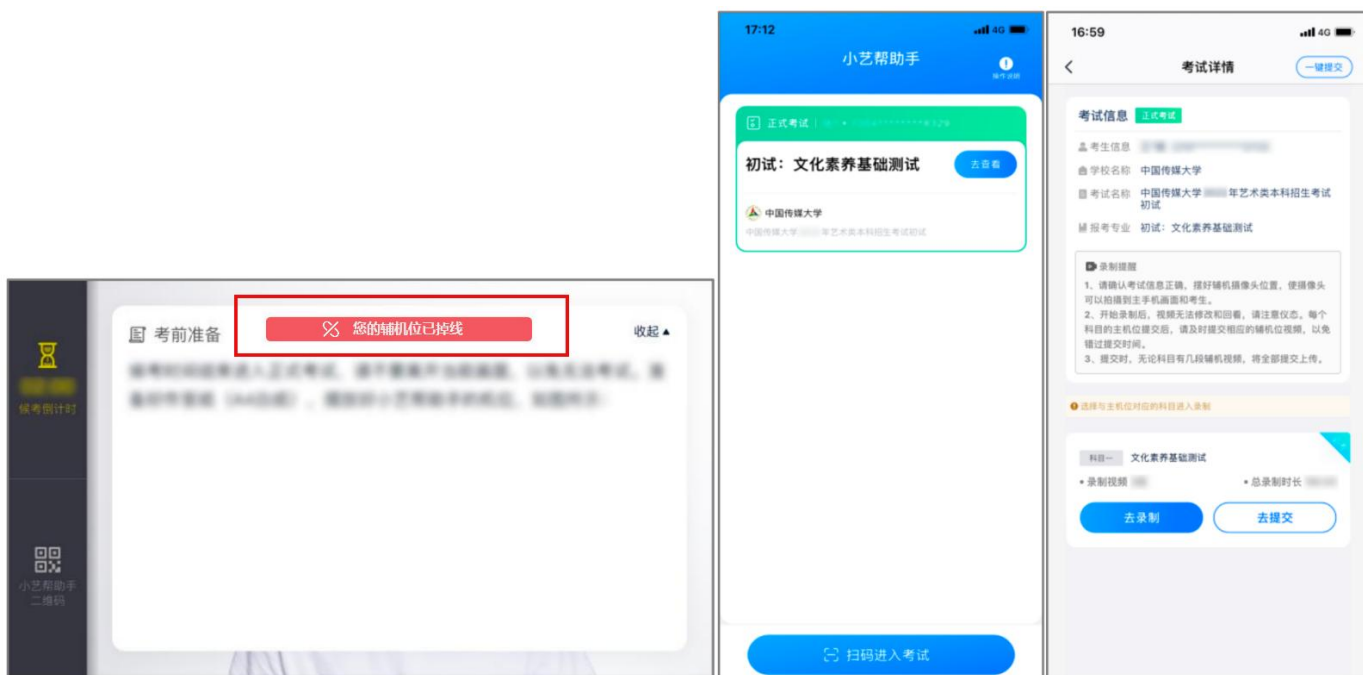 考前准备
您的辅机位已掉线
收起▲
候考倒计时
小艺帮助手
二维码
17:12
4G
小艺帮助手
操作说明
正式考试
初试：文化素养基础测试
去查看
中国传媒大学
中国传媒大学 年艺术类本科招生考试初试
扫码进入考试
16:59
4G
考试详情
一键提交
考试信息
正式考试
考生信息
学校名称 中国传媒大学
考试名称 中国传媒大学 年艺术类本科招生考试
初试
报考专业 初试：文化素养基础测试
录制提醒
1、请确认考试信息正确，摆好辅机摄像头位置，使摄像头
可以拍摄到主手机画面和考生。
2、开始录制后，视频无法修改和回看，请注意仪态。每个
科目的主机位提交后，请及时提交相应的辅机位视频，以免
错过提交时间。
3、提交时，无论科目有几段辅机视频，将全部提交上传。
选择与主机位对应的科目进入录制
科目一 文化素养基础测试
• 录制视频
• 总录制时长
去录制
去提交